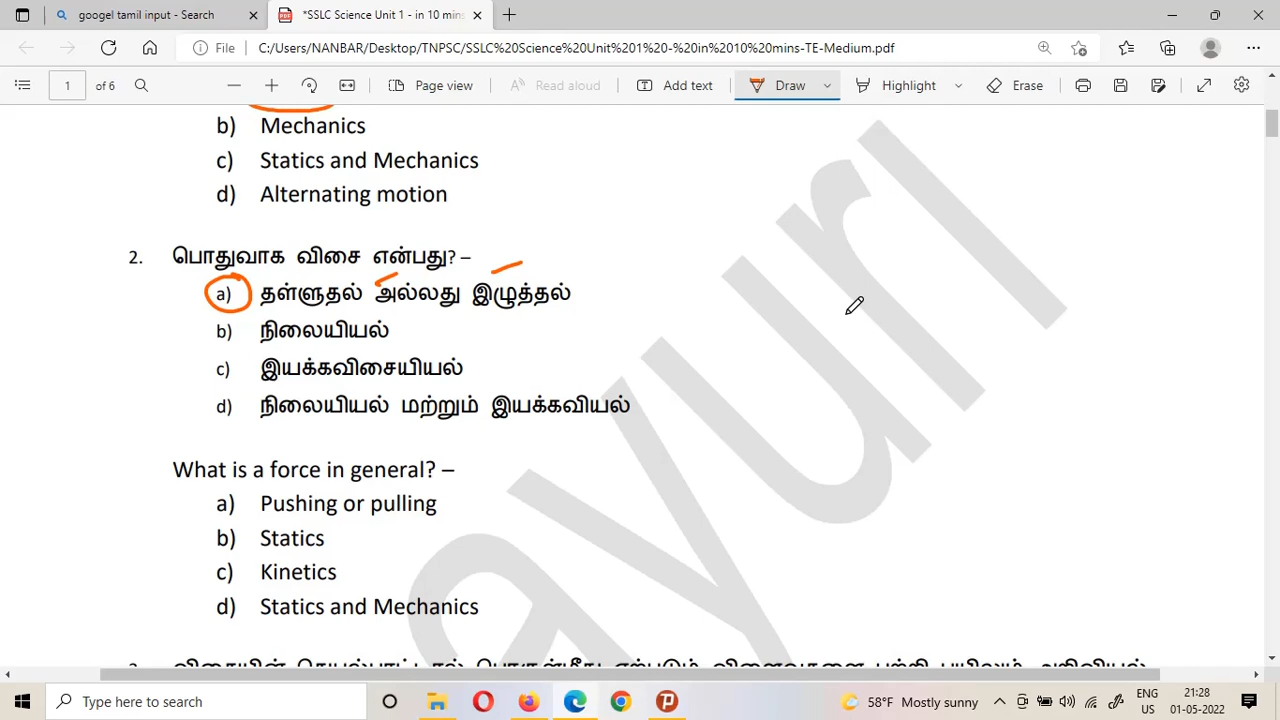 gogel tamil input - Search
*SSLC Science Unit 1 - in 10 mins
File
C:/Users/NANBAR/Desktop/TNPSC/SSLC%20Science%20Unit%201%20-%20in%2010%20mins-TE-Medium.pdf
1 of 6
Page view
Read aloud
Add text
Draw
Highlight
Erase
b) Mechanics
c) Statics and Mechanics
d) Alternating motion
2. பொதுவாக விசை என்பது? –
a) தள்ளுதல் அல்லது இழுத்தல்
b) நிலையியல்
c) இயக்கவிசையியல்
d) நிலையியல் மற்றும் இயக்கவியல்
What is a force in general? –
a) Pushing or pulling
b) Statics
c) Kinetics
d) Statics and Mechanics
ayurl
Type here to search
58°F Mostly sunny
ENG
US
21:28
01-05-2022